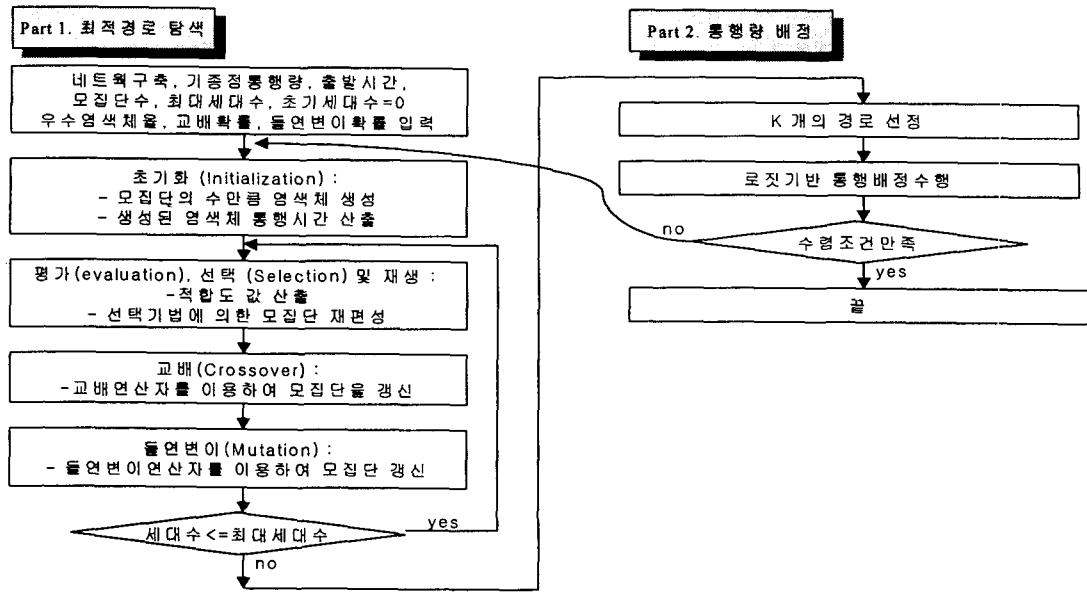 Part 1. 최적경로 탐색
네트웍구축, 기종점통행량, 출발시간,
모집단수, 최대세대수, 초기세대수=0
우수염색체율, 교배확률, 돌연변이확률 입력
초기화 (Initialization) :
- 모집단의 수만큼 염색체 생성
- 생성된 염색체 통행시간 산출
평가(evaluation), 선택 (Selection) 및 재생 :
-적합도 값 산출
- 선택기법에 의한 모집단 재편성
교배(Crossover) :
-교배연산자를 이용하여 모집단을 갱신
돌연변이(Mutation) :
- 돌연변이연산자를 이용하여 모집단 갱신
세대수<=최대세대수
yes
no
Part 2. 통행량 배정
K 개의 경로 선정
로짓기반 통행배정수행
수렴조건만족
no
yes
끝